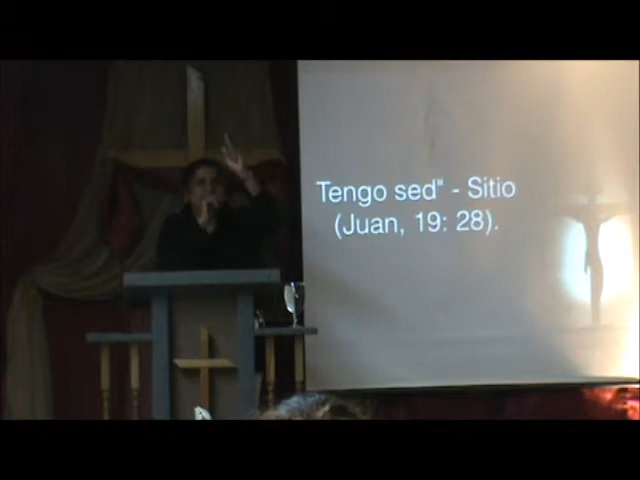 Tengo sed" - Sitio
(Juan, 19: 28).